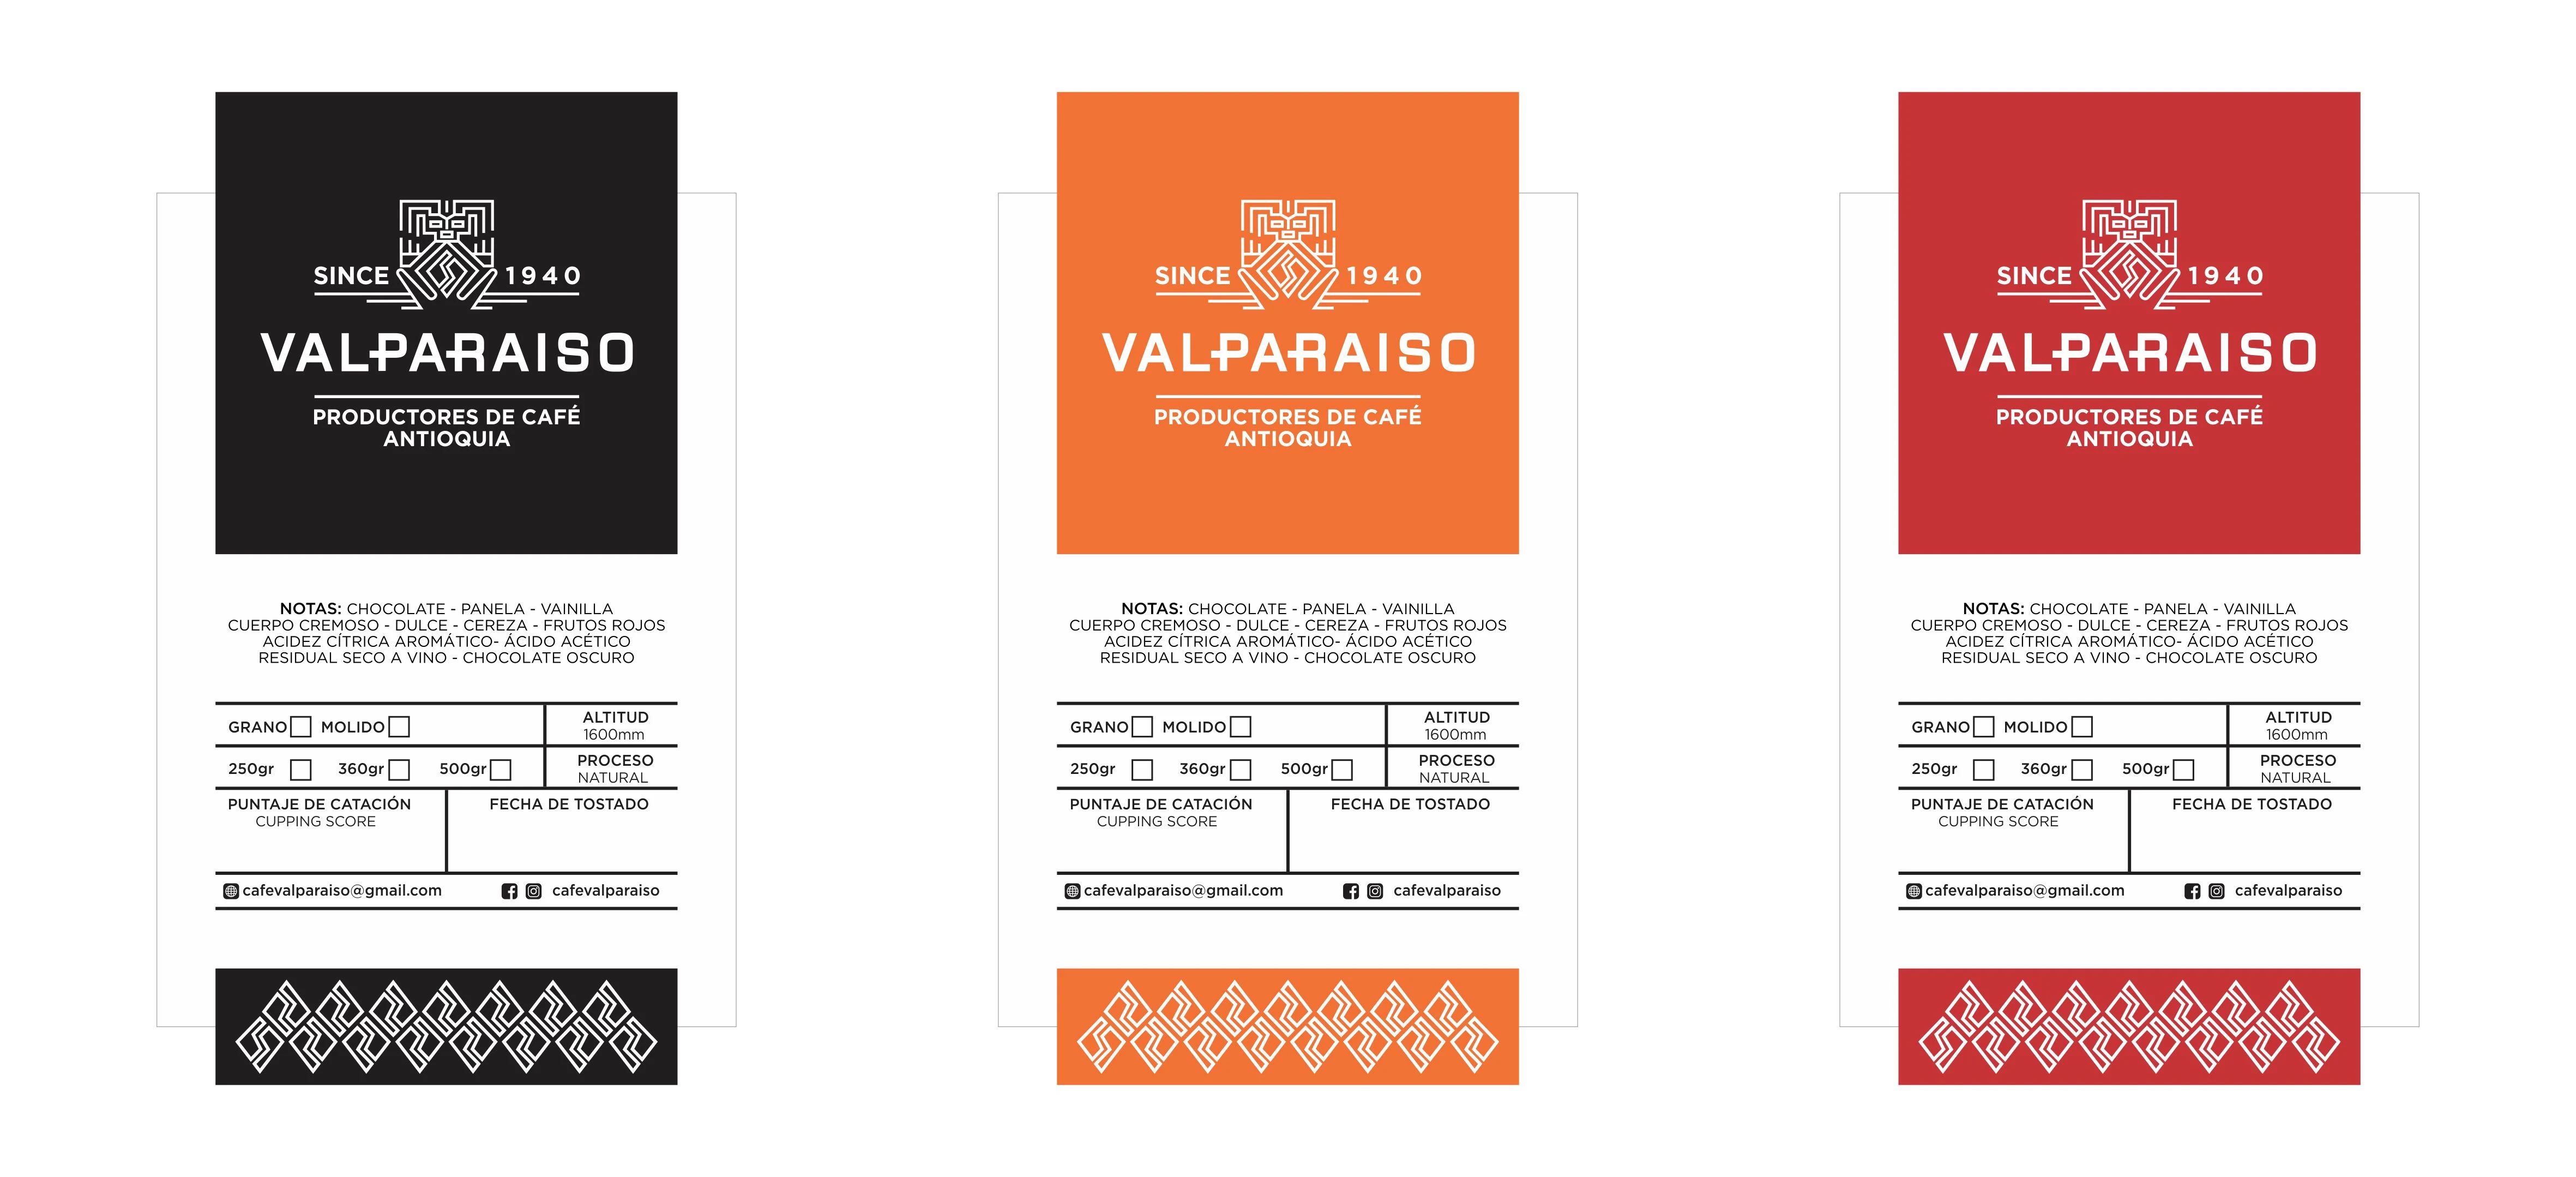 SINCE 1940
VALPARAISO
PRODUCTORES DE CAFÉ
ANTIOQUIA
NOTAS: CHOCOLATE - PANELA - VAINILLA
CUERPO CREMOSO - DULCE - CEREZA - FRUTOS ROJOS
ACIDEZ CÍTRICA AROMÁTICO- ÁCIDO ACÉTICO
RESIDUAL SECO A VINO - CHOCOLATE OSCURO
GRANO MOLIDO
ALTITUD
1600mm
250gr 360gr 500gr
PROCESO
NATURAL
PUNTAJE DE CATACIÓN
CUPPING SCORE
FECHA DE TOSTADO
cafevalparaiso@gmail.com cafevalparaiso
SINCE 1940
VALPARAISO
PRODUCTORES DE CAFÉ
ANTIOQUIA
NOTAS: CHOCOLATE - PANELA - VAINILLA
CUERPO CREMOSO - DULCE - CEREZA - FRUTOS ROJOS
ACIDEZ CÍTRICA AROMÁTICO- ÁCIDO ACÉTICO
RESIDUAL SECO A VINO - CHOCOLATE OSCURO
GRANO MOLIDO
ALTITUD
1600mm
250gr 360gr 500gr
PROCESO
NATURAL
PUNTAJE DE CATACIÓN
CUPPING SCORE
FECHA DE TOSTADO
cafevalparaiso@gmail.com cafevalparaiso
SINCE 1940
VALPARAISO
PRODUCTORES DE CAFÉ
ANTIOQUIA
NOTAS: CHOCOLATE - PANELA - VAINILLA
CUERPO CREMOSO - DULCE - CEREZA - FRUTOS ROJOS
ACIDEZ CÍTRICA AROMÁTICO- ÁCIDO ACÉTICO
RESIDUAL SECO A VINO - CHOCOLATE OSCURO
GRANO MOLIDO
ALTITUD
1600mm
250gr 360gr 500gr
PROCESO
NATURAL
PUNTAJE DE CATACIÓN
CUPPING SCORE
FECHA DE TOSTADO
cafevalparaiso@gmail.com cafevalparaiso